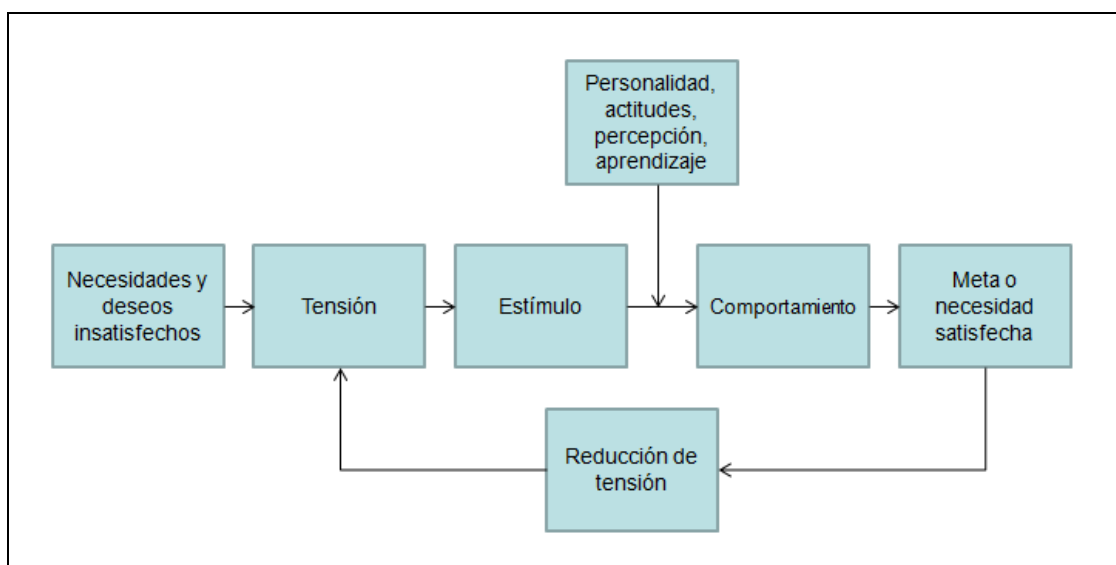 Personalidad,
actitudes,
percepción,
aprendizaje
Necesidades y
deseos
insatisfechos
Tensión
Estímulo
Comportamiento
Meta o
necesidad
satisfecha
Reducción de
tensión